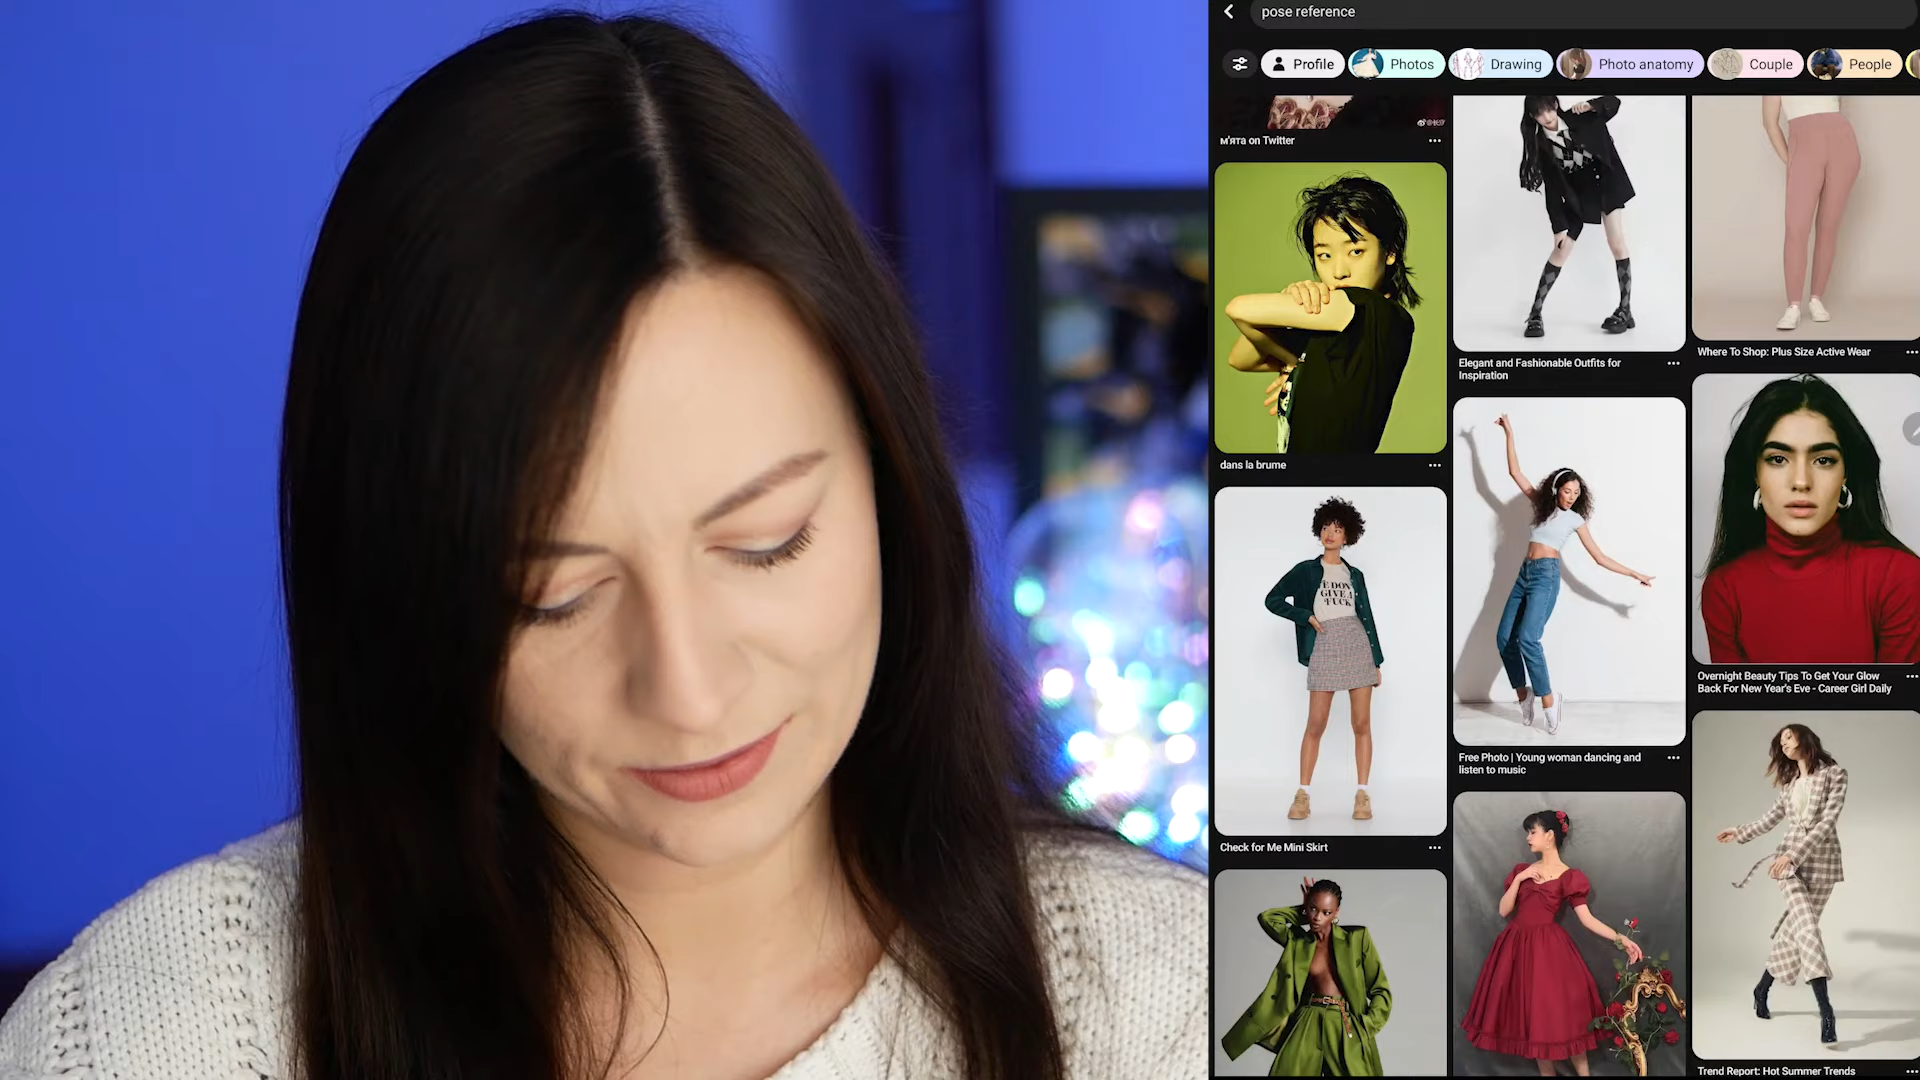 pose reference
Profile
Photos
Drawing
Photo anatomy
Couple
People
м'ята on Twitter
Elegant and Fashionable Outfits for
Inspiration
Where To Shop: Plus Size Active Wear
dans la brume
E DON'
GIVE A
FUCK
Free Photo | Young woman dancing and
listen to music
Overnight Beauty Tips To Get Your Glow
Back For New Year's Eve - Career Girl Daily
Check for Me Mini Skirt
Trend Report: Hot Summer Trends